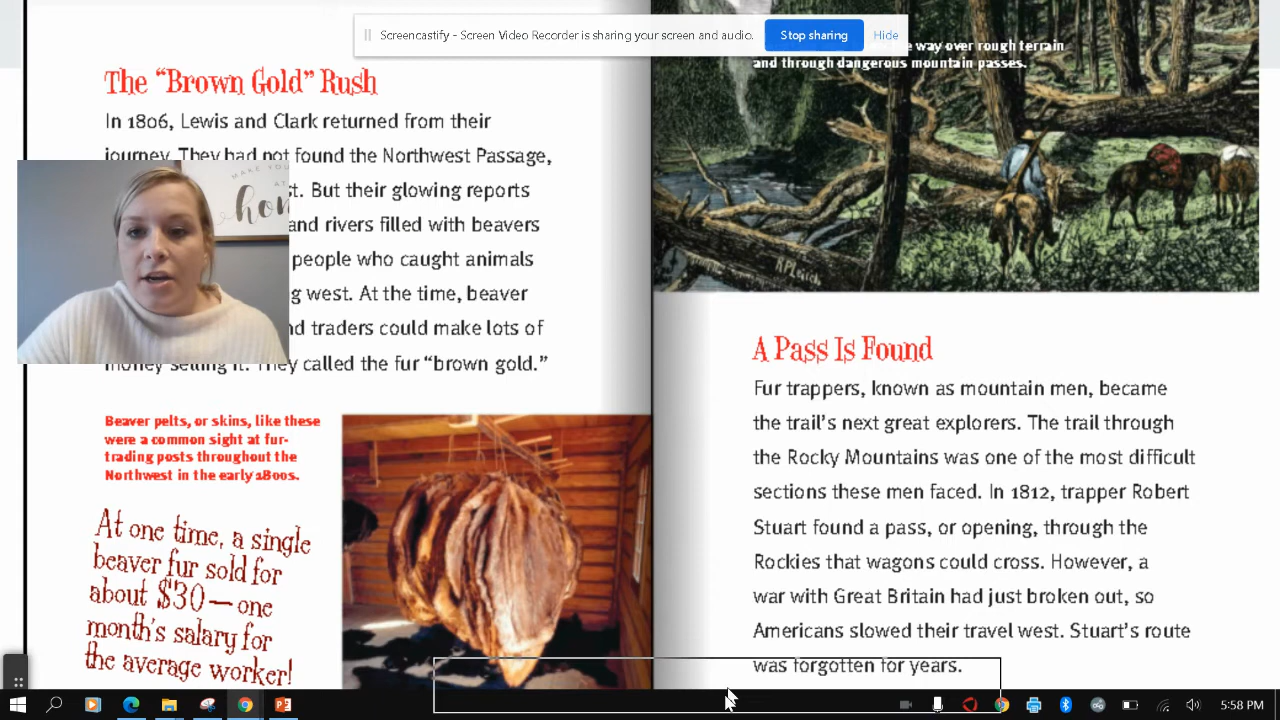 Screencastify - Screen Video Recorder is sharing your screen and audio.
Stop sharing
Hide
The “Brown Gold” Rush
In 1806, Lewis and Clark returned from their
journey. They had not found the Northwest Passage,
But their glowing reports
and rivers filled with beavers
people who caught animals
west. At the time, beaver
traders could make lots of
money selling it. They called the fur “brown gold.”
Beaver pelts, or skins, like these
were a common sight at fur-
trading posts throughout the
Northwest in the early 1800s.
At one time, a single
beaver fur sold for
about $30—one
month's salary for
the average worker!
way over rough terrain
and through dangerous mountain passes.
A Pass Is Found
Fur trappers, known as mountain men, became
the trail's next great explorers. The trail through
the Rocky Mountains was one of the most difficult
sections these men faced. In 1812, trapper Robert
Stuart found a pass, or opening, through the
Rockies that wagons could cross. However, a
war with Great Britain had just broken out, so
Americans slowed their travel west. Stuart's route
was forgotten for years.
5:58 PM